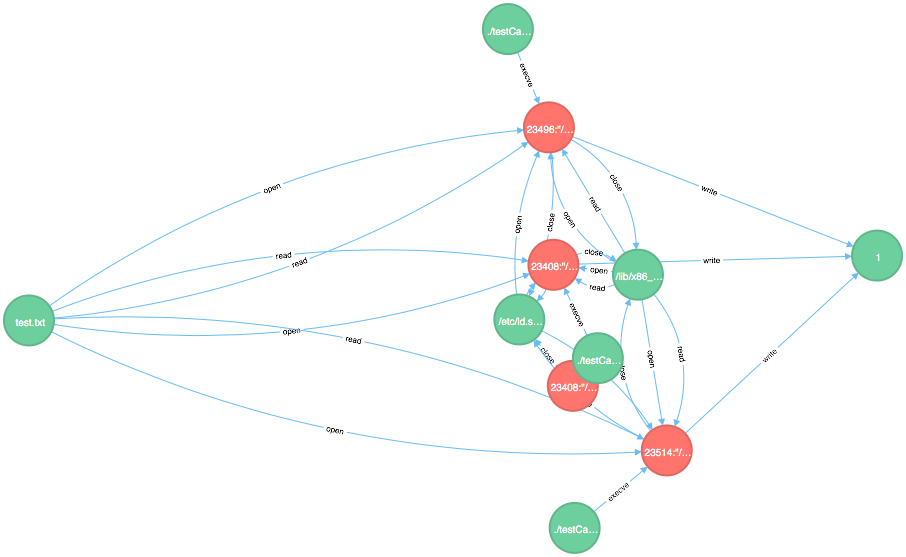 ./testCa...
execve
23496:"/...
open
close
write
read
open
open
close
read
read
close
23408:"/...
open
write
1
/lib/x86_...
read
execve
test.txt
/etc/ld.s...
open
read
close
./testCa...
open
read
write
23408:"/...
open
23514:"/...
execve
./testCa...